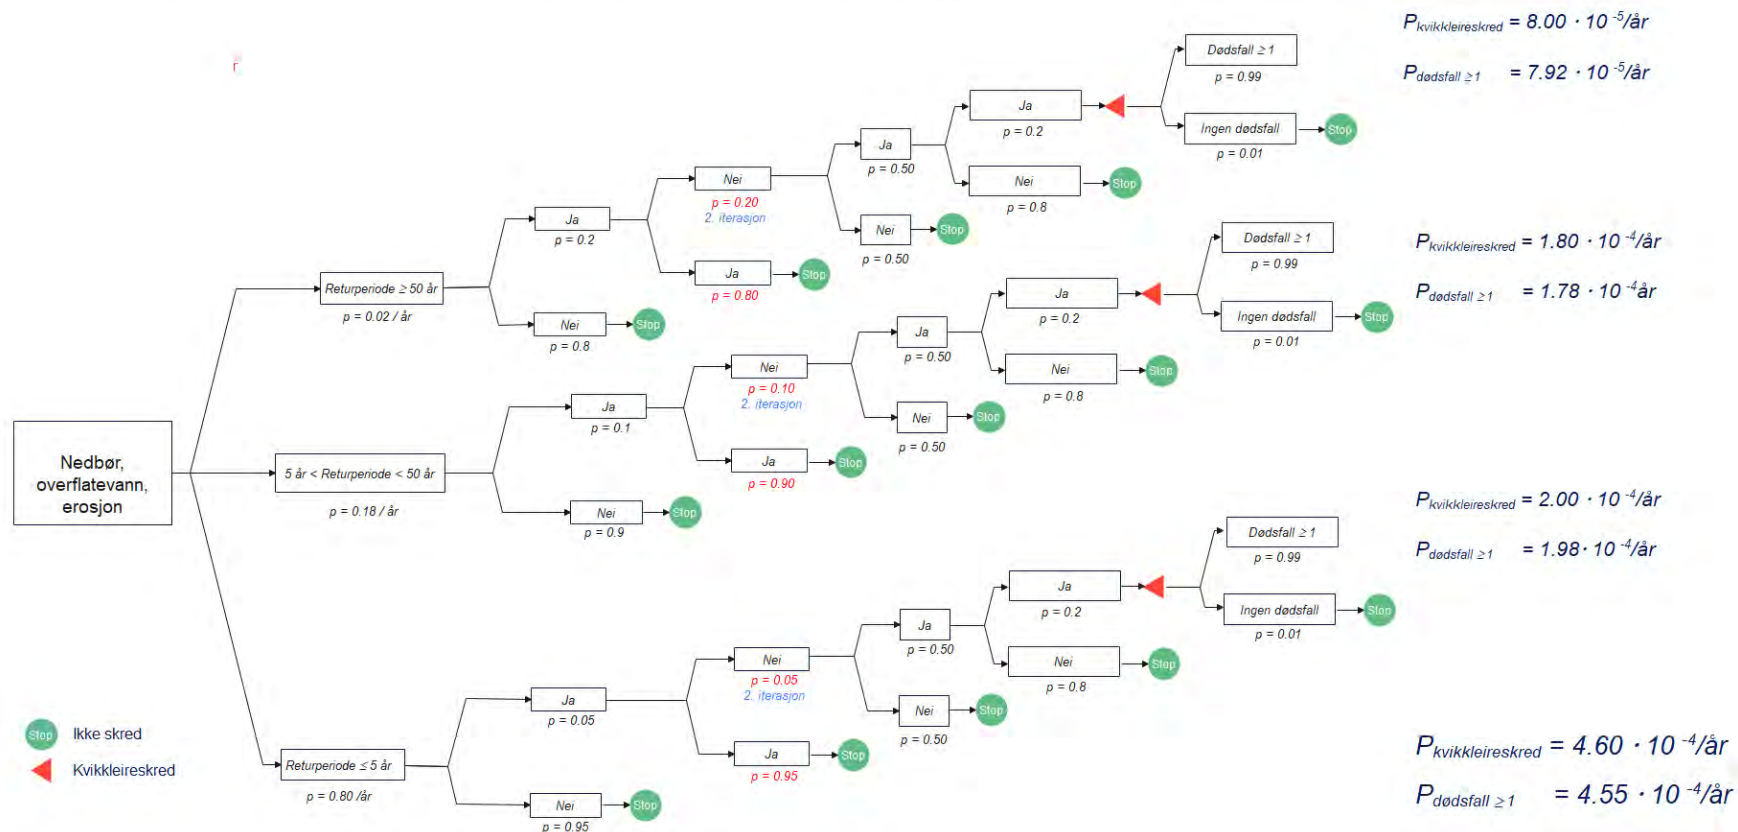 r
Nedbør,
overflatevann,
erosjon
Returperiode ≥ 50 år
p = 0.02 / år
Ja
p = 0.2
Nei
p = 0.8
Stop
Nei
p = 0.20
2. iterasjon
Ja
p = 0.80
Stop
Ja
p = 0.50
Nei
p = 0.50
Stop
Ja
p = 0.2
Nei
p = 0.8
Stop
Dødsfall ≥ 1
p = 0.99
Ingen dødsfall
p = 0.01
Stop
P kvikkleireskred = 8.00 · 10 -5/år
P dødsfall ≥ 1 = 7.92 · 10 -5/år
5 år < Returperiode < 50 år
p = 0.18 / år
Ja
p = 0.1
Nei
p = 0.9
Stop
Nei
p = 0.10
2. iterasjon
Ja
p = 0.90
Stop
Ja
p = 0.50
Nei
p = 0.50
Stop
Ja
p = 0.2
Nei
p = 0.8
Stop
Dødsfall ≥ 1
p = 0.99
Ingen dødsfall
p = 0.01
Stop
P kvikkleireskred = 1.80 · 10 -4/år
P dødsfall ≥ 1 = 1.78 · 10 -4år
Returperiode ≤ 5 år
p = 0.80 /år
Ja
p = 0.05
Nei
p = 0.95
Stop
Nei
p = 0.05
2. iterasjon
Ja
p = 0.95
Stop
Ja
p = 0.50
Nei
p = 0.50
Stop
Ja
p = 0.2
Nei
p = 0.8
Stop
Dødsfall ≥ 1
p = 0.99
Ingen dødsfall
p = 0.01
Stop
P kvikkleireskred = 2.00 · 10 -4/år
P dødsfall ≥ 1 = 1.98 · 10 -4/år
Stop Ikke skred
Kvikkleireskred
P kvikkleireskred = 4.60 · 10 -4/år
P dødsfall ≥ 1 = 4.55 · 10 -4/år